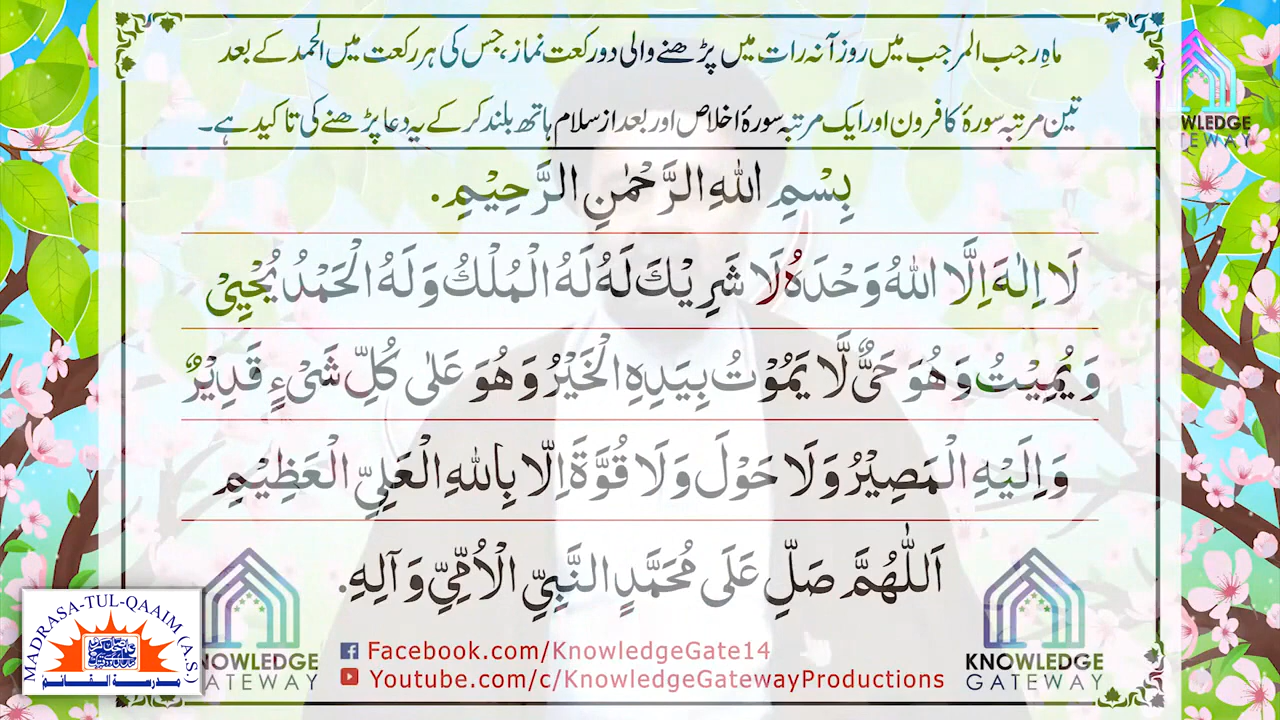 ماہِ رجب المرجب میں روزآنہ رات میں پڑھنے والی دو رکعت نماز، جس کی ہر رکعت میں الحمد کے بعد
تین مرتبہ سورۂ کافرون اور ایک مرتبہ سورۂ اخلاص اور بعد از سلام ہاتھ بلند کر کے یہ دعا پڑھنے کی تاکید ہے۔
KNOWLEDGE
GATEWAY
بِسْمِ اللهِ الرَّحْمٰنِ الرَّحِيْمِ.
لَا اِلٰهَ اِلَّا اللهُ وَحْدَهُ لَا شَرِيْكَ لَهُ لَهُ الْمُلْكُ وَلَهُ الْحَمْدُ يُحْيِيْ
وَيُمِيْتُ وَهُوَ حَيٌّ لَّا يَمُوْتُ بِيَدِهِ الْخَيْرُ وَهُوَ عَلٰى كُلِّ شَيْءٍ قَدِيْرٌ
وَاِلَيْهِ الْمَصِيْرُ وَلَا حَوْلَ وَلَا قُوَّةَ اِلَّا بِاللهِ الْعَلِيِّ الْعَظِيْمِ
اَللّٰهُمَّ صَلِّ عَلَى مُحَمَّدٍ النَّبِيِّ الْاُمِّيِّ وَآلِهِ.
Facebook.com/KnowledgeGate14
Youtube.com/c/KnowledgeGatewayProductions
KNOWLEDGE
GATEWAY
KNOWLEDGE
GATEWAY
MADRASA-TUL-QAAIM (A.S)
مدرسة القائم